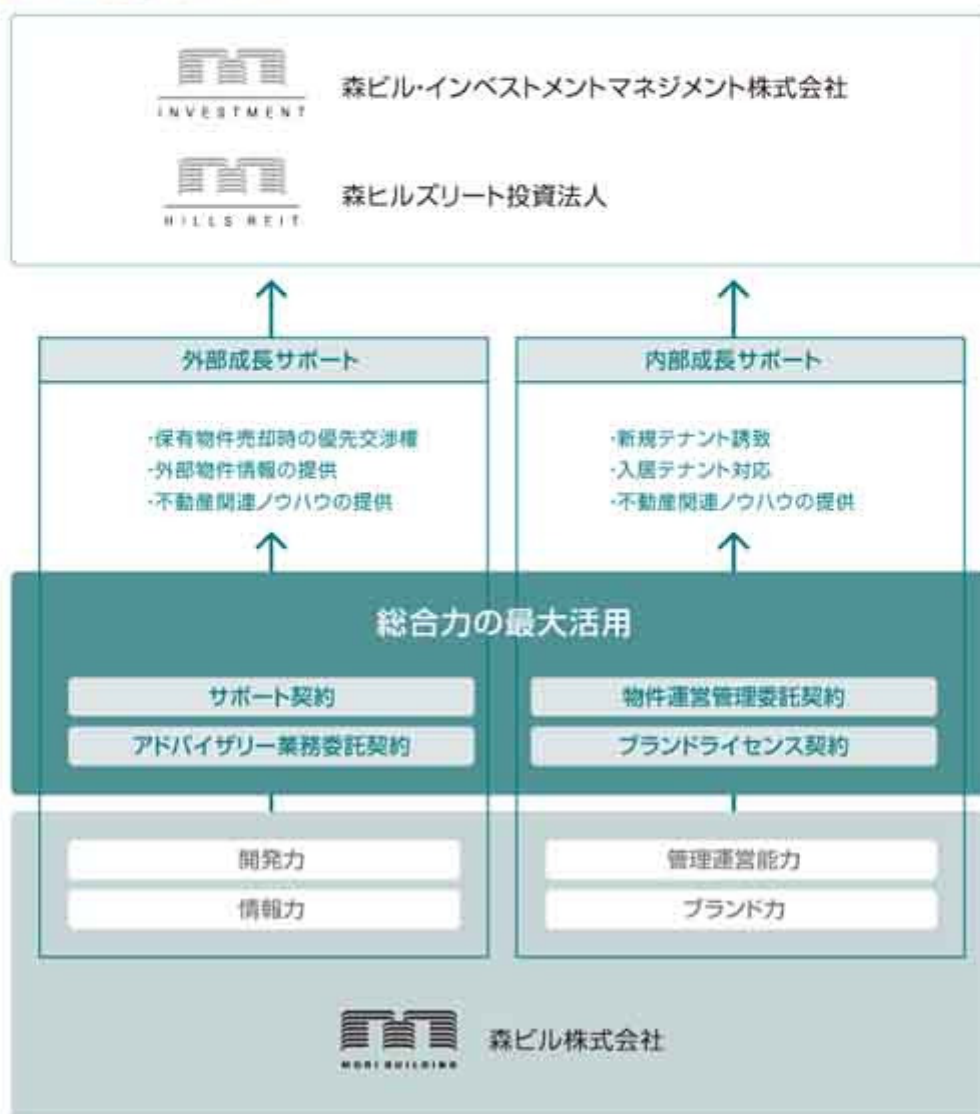 INVESTMENT
森ビル・インベストメントマネジメント株式会社
HILLS REIT
森ヒルズリート投資法人
外部成長サポート
・保有物件売却時の優先交渉権
・外部物件情報の提供
・不動産関連ノウハウの提供
内部成長サポート
・新規テナント誘致
・入居テナント対応
・不動産関連ノウハウの提供
総合力の最大活用
サポート契約
アドバイザリー業務委託契約
物件運営管理委託契約
ブランドライセンス契約
開発力
情報力
管理運営能力
ブランド力
MORI BUILDING
森ビル株式会社